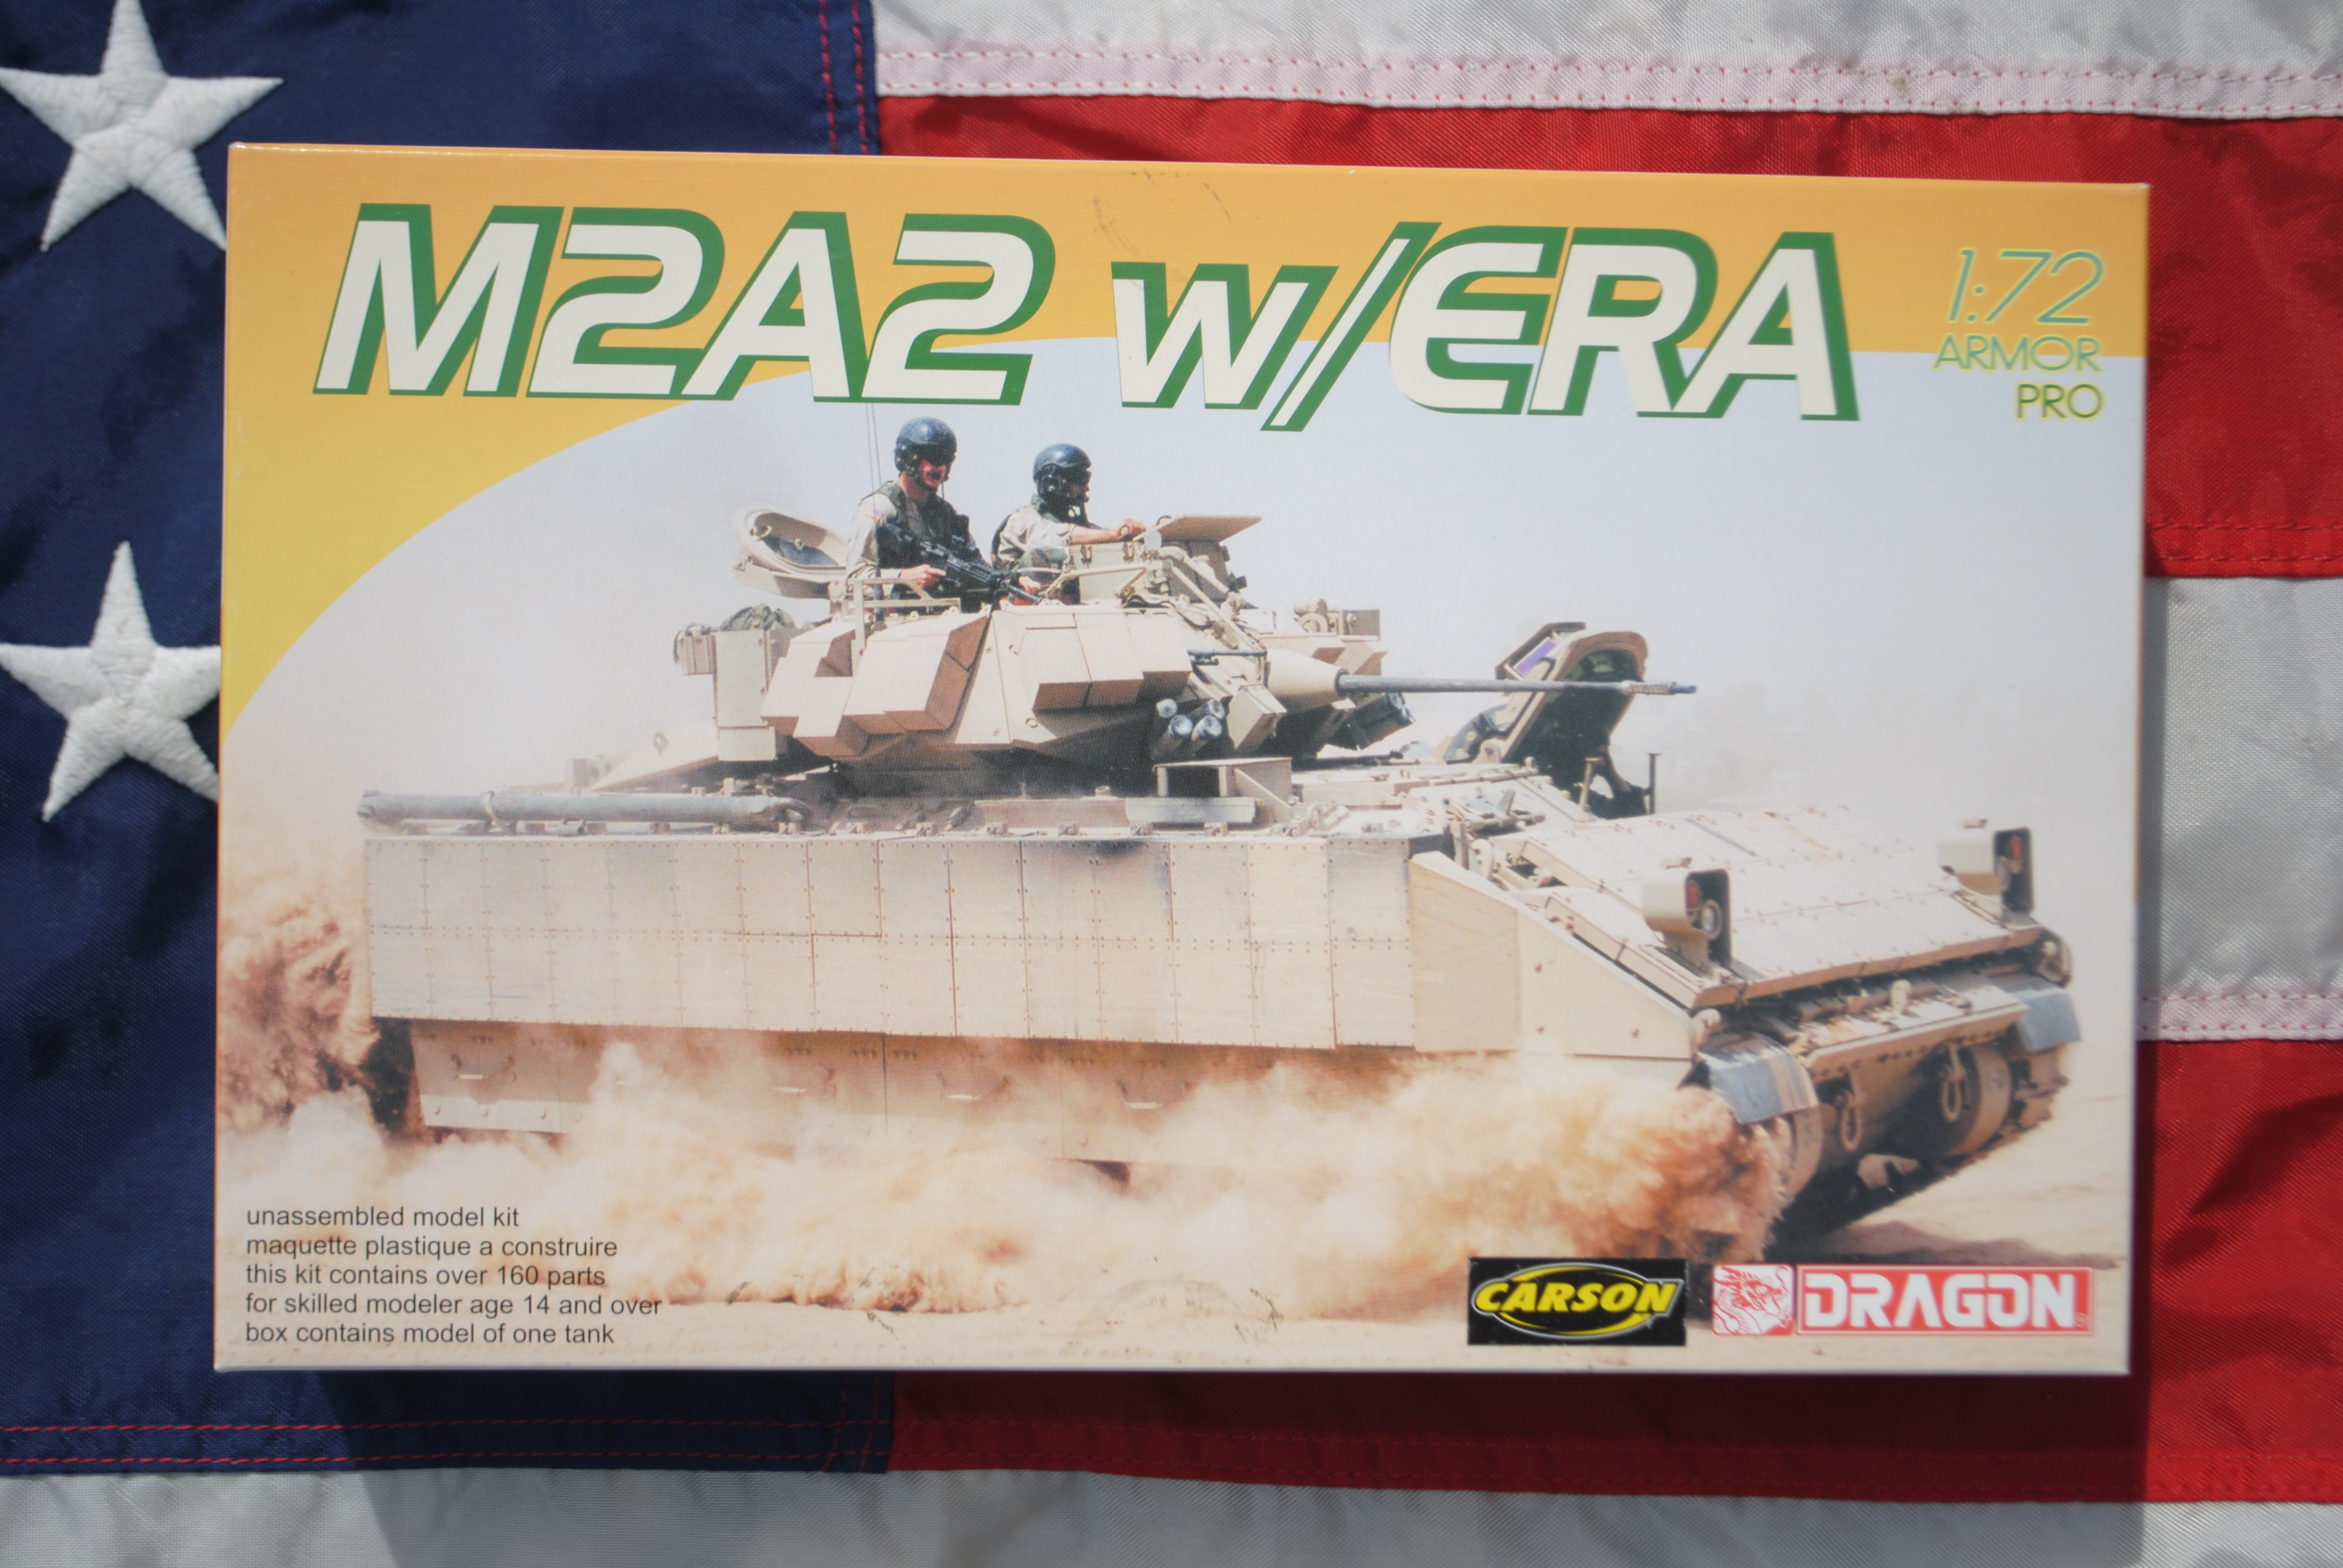 M2A2 w/ERA
1:72
ARMOR
PRO
unassembled model kit
maquette plastique a construire
this kit contains over 160 parts
for skilled modeler age 14 and over
box contains model of one tank
CARSON
DRAGON